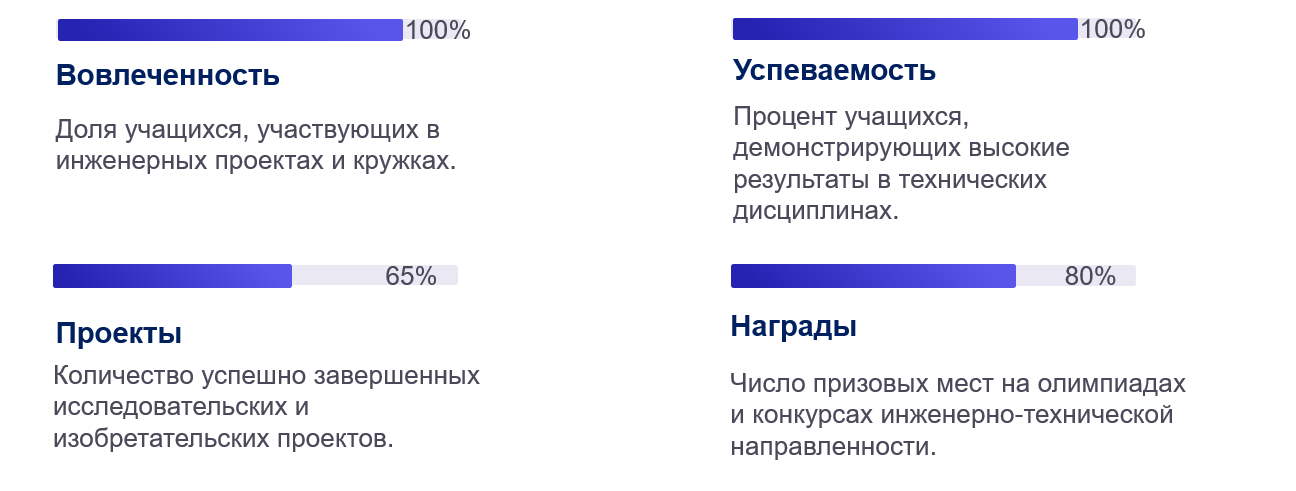 100%
Вовлеченность
Доля учащихся, участвующих в
инженерных проектах и кружках.
100%
Успеваемость
Процент учащихся,
демонстрирующих высокие
результаты в технических
дисциплинах.
65%
Проекты
Количество успешно завершенных
исследовательских и
изобретательских проектов.
80%
Награды
Число призовых мест на олимпиадах
и конкурсах инженерно-технической
направленности.